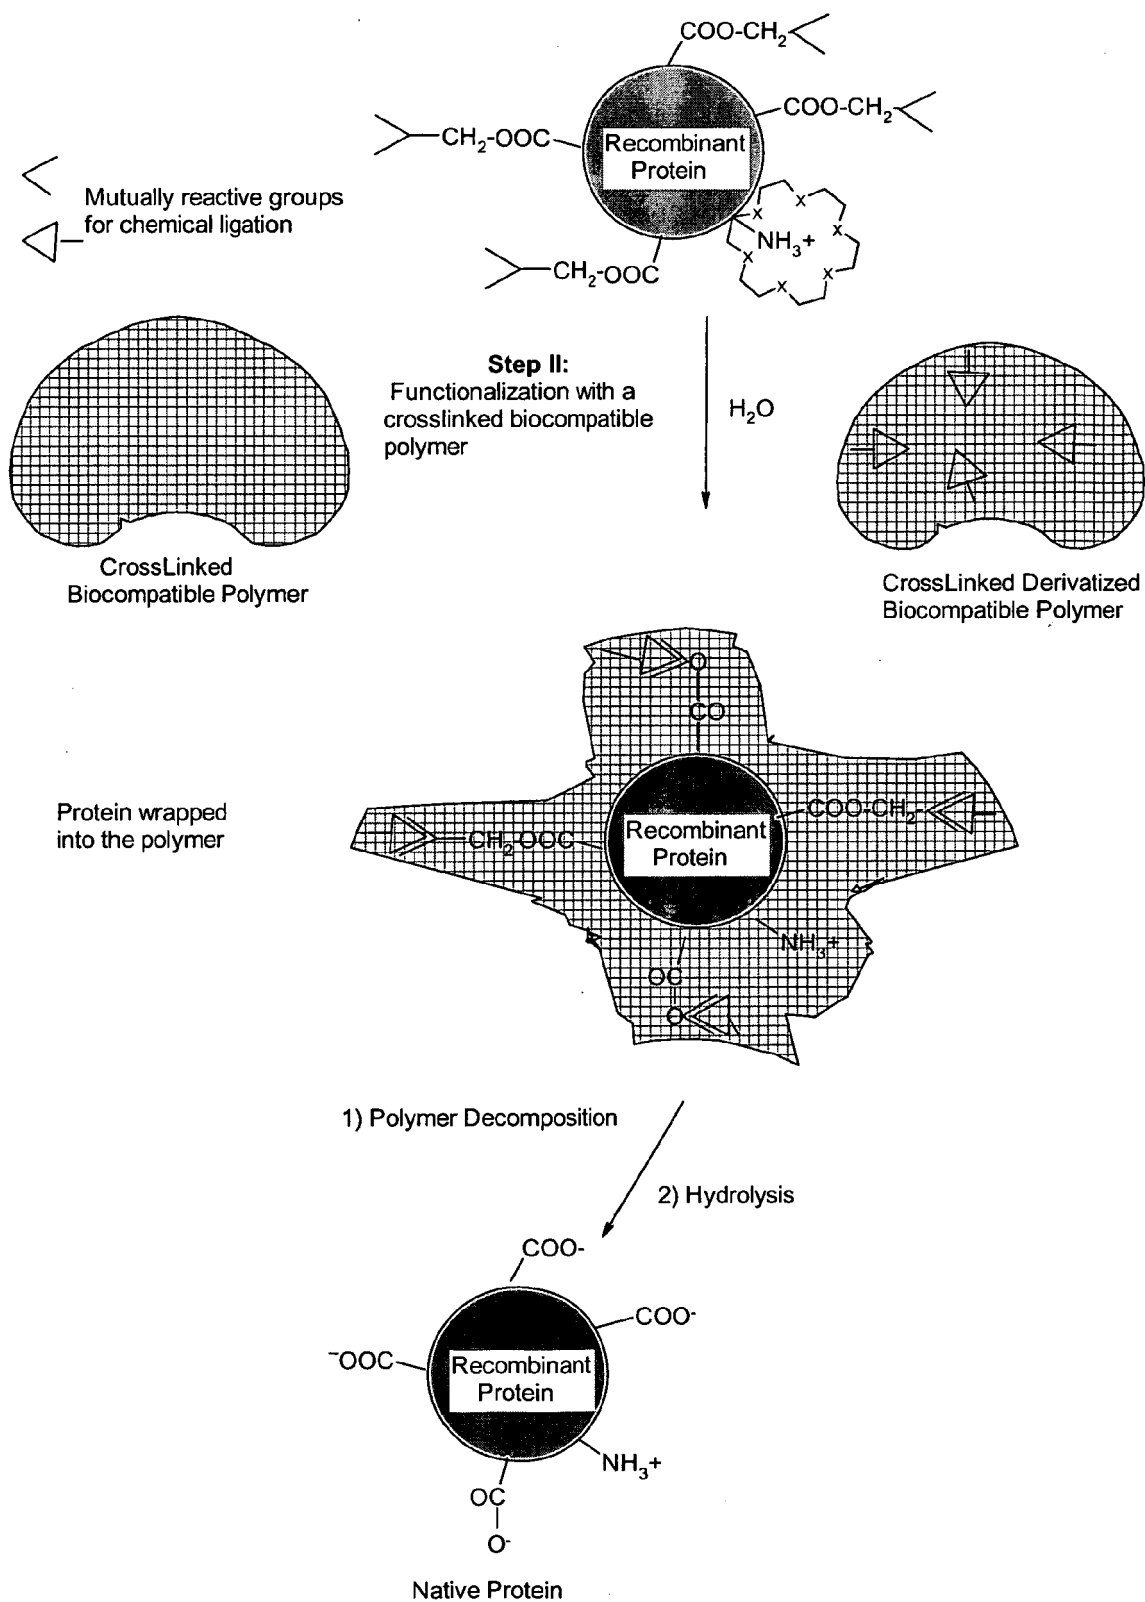 COO-CH2
COO-CH2
CH2-OOC
Recombinant
Protein
Mutually reactive groups
for chemical ligation
x
x
x
NH3+
x
x
x
CH2-OOC
Step II:
Functionalization with a
crosslinked biocompatible
polymer
H2O
CrossLinked
Biocompatible Polymer
CrossLinked Derivatized
Biocompatible Polymer
O
CO
Protein wrapped
into the polymer
COO-CH2-
Recombinant
Protein
CH2-OOC
NH3+
OC
O
1) Polymer Decomposition
2) Hydrolysis
COO-
COO-
-OOC
Recombinant
Protein
NH3+
OC
O-
Native Protein